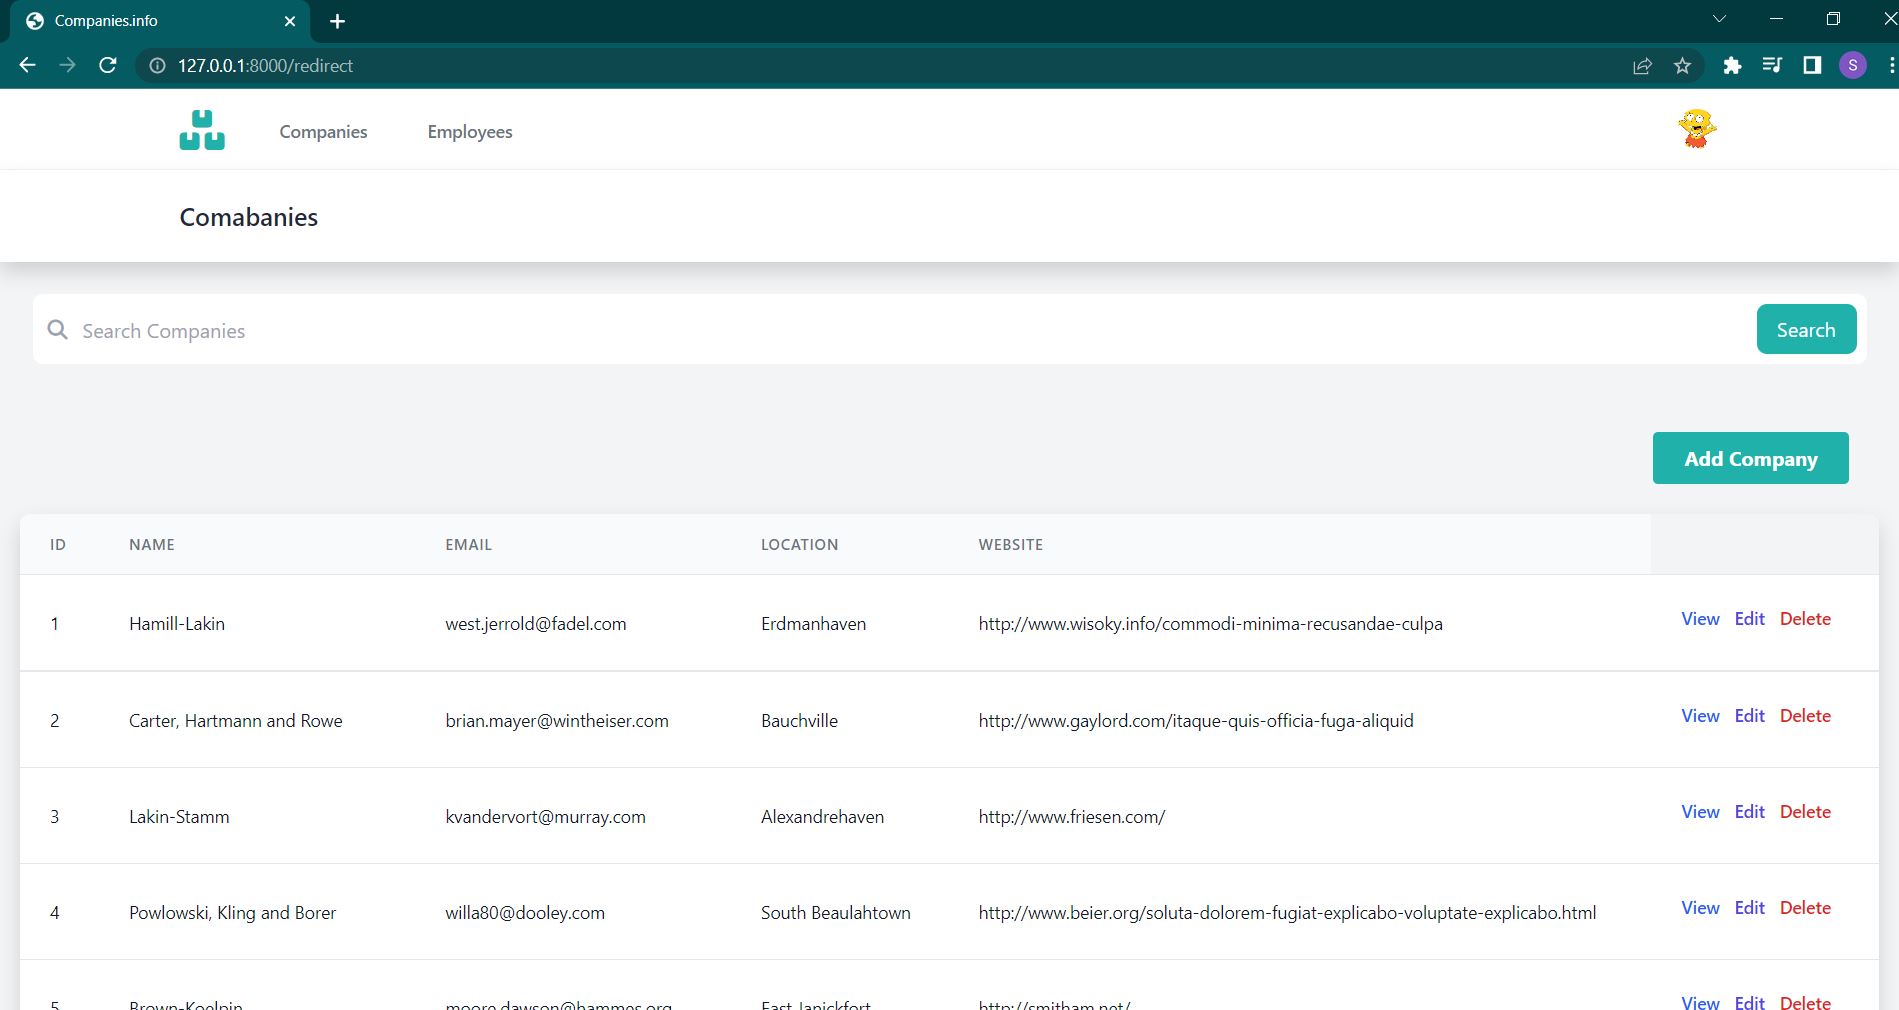 Companies.info
127.0.0.1:8000/redirect
S
Companies Employees
Comabanies
Search Companies Search
Add Company
ID NAME EMAIL LOCATION WEBSITE
1 Hamill-Lakin west.jerrold@fadel.com Erdmanhaven http://www.wisoky.info/commodi-minima-recusandae-culpa View Edit Delete
2 Carter, Hartmann and Rowe brian.mayer@wintheiser.com Bauchville http://www.gaylord.com/itaque-quis-officia-fuga-aliquid View Edit Delete
3 Lakin-Stamm kvandervort@murray.com Alexandrehaven http://www.friesen.com/ View Edit Delete
4 Powlowski, Kling and Borer willa80@dooley.com South Beaulahtown http://www.beier.org/soluta-dolorem-fugiat-explicabo-voluptate-explicabo.html View Edit Delete
5 Brown-Koelpin moore.dawson@hammes.org East Janickfort http://smitham.net/ View Edit Delete